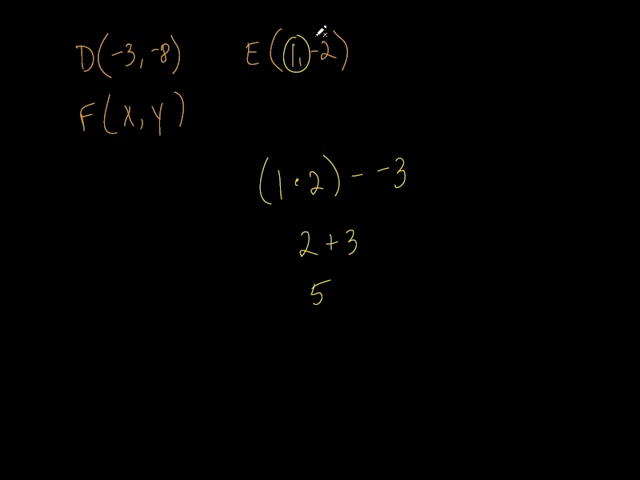 D(-3, -8) E(1, -2)
F(X, Y)
(1 · 2) - -3
2 + 3
5